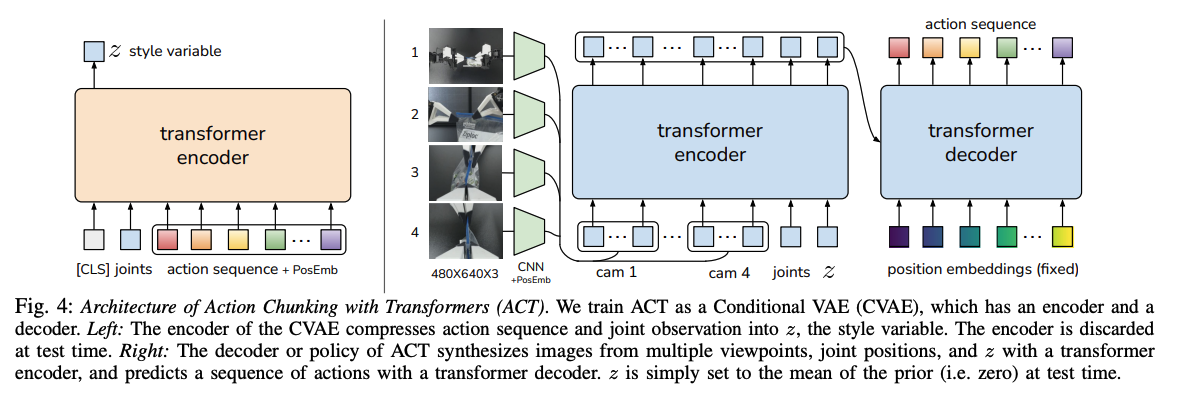 z style variable
transformer
encoder
[CLS] joints action sequence + PosEmb
1
2
3
4
480X640X3
CNN
+PosEmb
transformer
encoder
cam 1
cam 4
joints
z
action sequence
transformer
decoder
position embeddings (fixed)
Fig. 4: Architecture of Action Chunking with Transformers (ACT). We train ACT as a Conditional VAE (CVAE), which has an encoder and a
decoder. Left: The encoder of the CVAE compresses action sequence and joint observation into z, the style variable. The encoder is discarded
at test time. Right: The decoder or policy of ACT synthesizes images from multiple viewpoints, joint positions, and z with a transformer
encoder, and predicts a sequence of actions with a transformer decoder. z is simply set to the mean of the prior (i.e. zero) at test time.